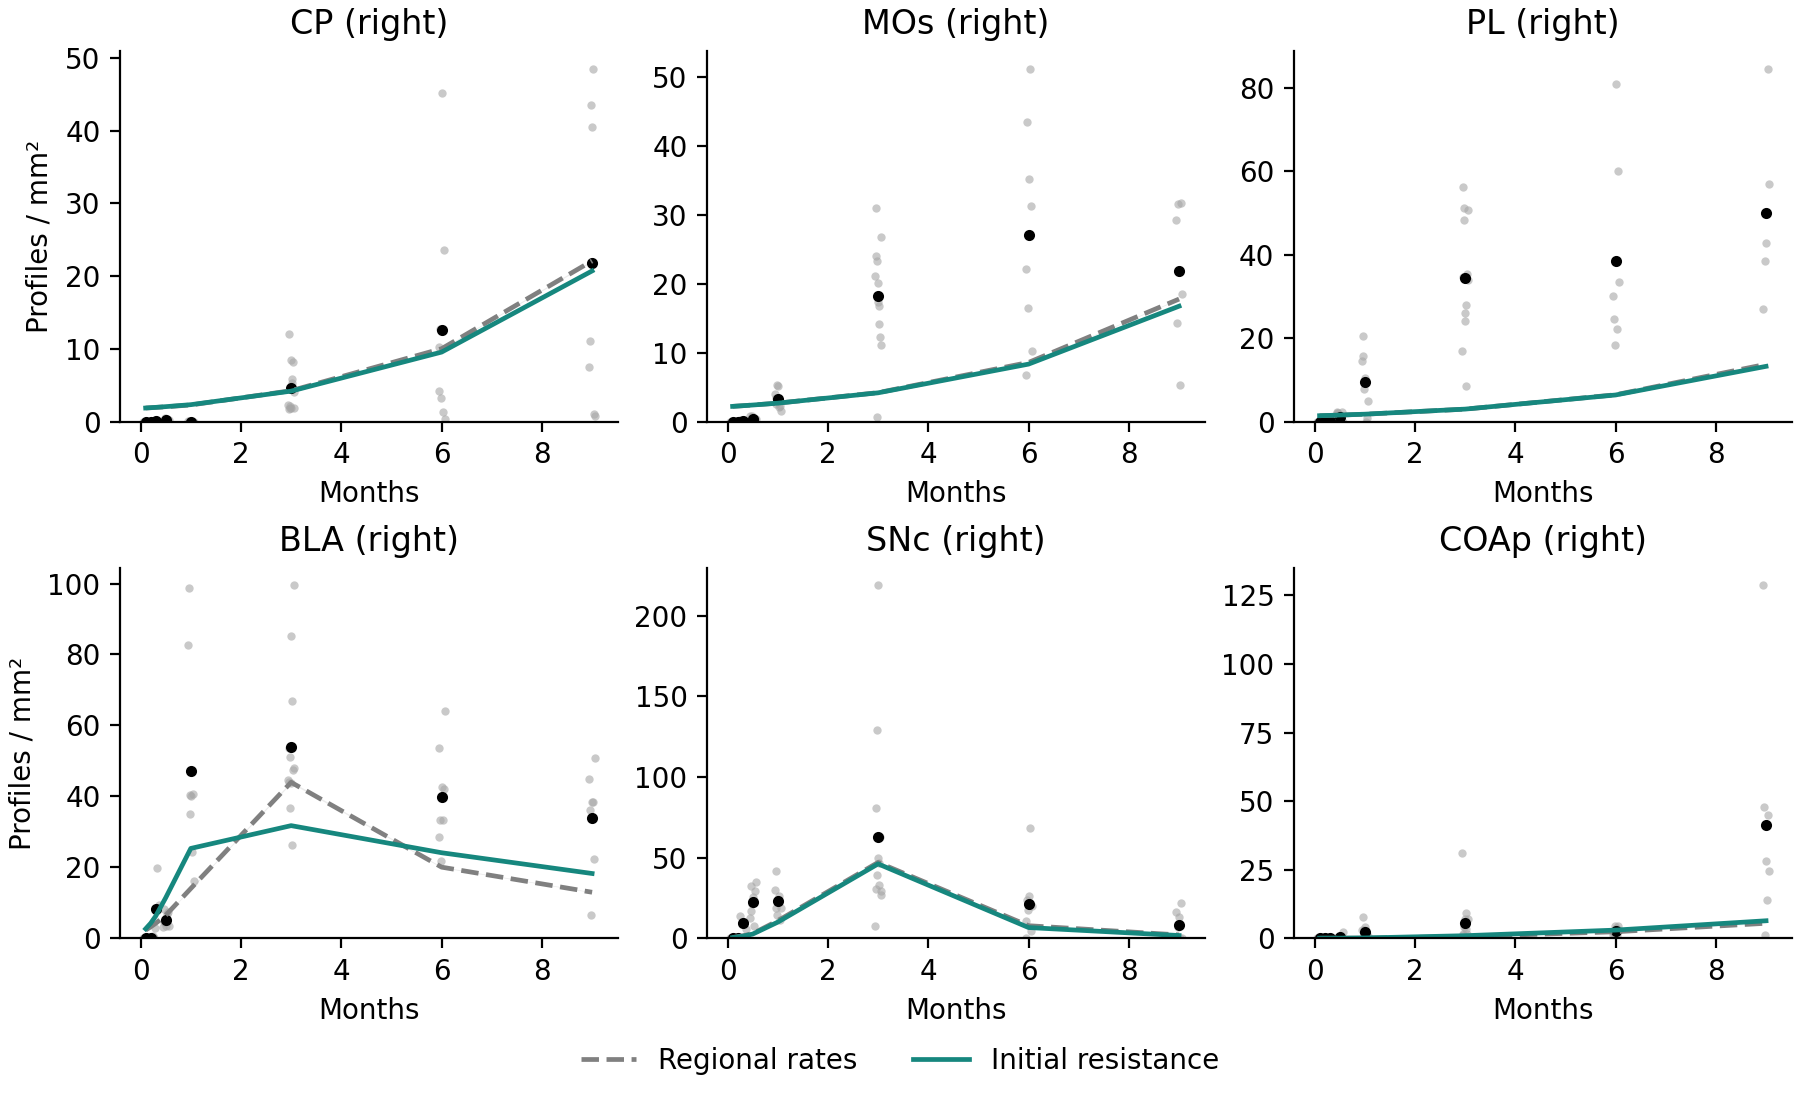 CP (right)
MOs (right)
PL (right)
Profiles / mm²
50
40
30
20
10
0
0 2 4 6 8
Months
50
40
30
20
10
0
0 2 4 6 8
Months
80
60
40
20
0
0 2 4 6 8
Months
BLA (right)
SNc (right)
COAp (right)
Profiles / mm²
100
80
60
40
20
0
0 2 4 6 8
Months
200
150
100
50
0
0 2 4 6 8
Months
125
100
75
50
25
0
0 2 4 6 8
Months
Regional rates
Initial resistance